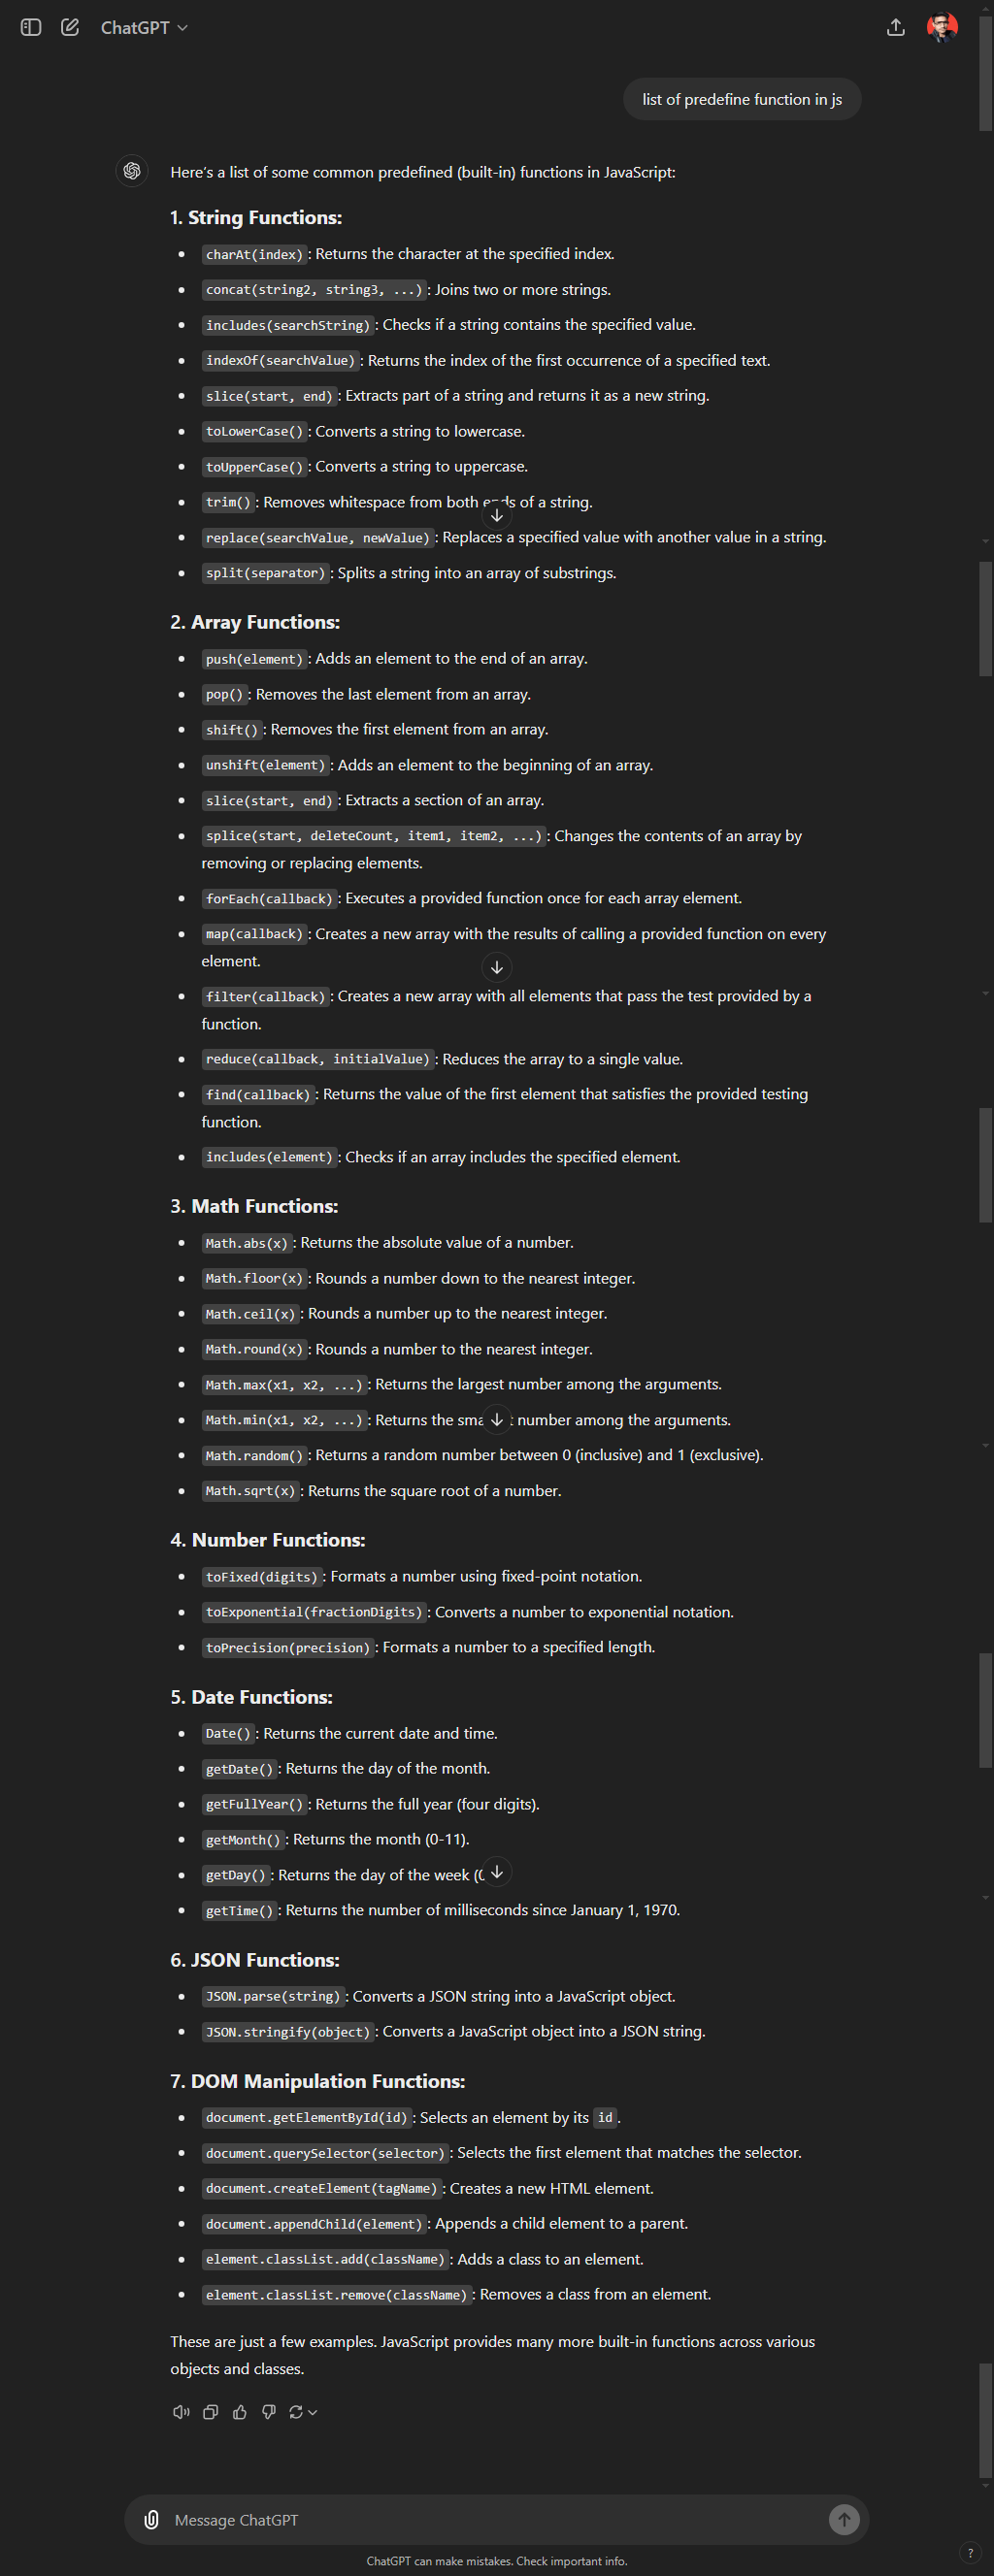 ChatGPT
list of predefine function in js
Here's a list of some common predefined (built-in) functions in JavaScript:
1. String Functions:
• charAt(index): Returns the character at the specified index.
• concat(string2, string3, ...): Joins two or more strings.
• includes(searchString): Checks if a string contains the specified value.
• indexOf(searchValue): Returns the index of the first occurrence of a specified text.
• slice(start, end): Extracts part of a string and returns it as a new string.
• toLowerCase(): Converts a string to lowercase.
• toUpperCase(): Converts a string to uppercase.
• trim(): Removes whitespace from both ends of a string.
• replace(searchValue, newValue): Replaces a specified value with another value in a string.
• split(separator): Splits a string into an array of substrings.
2. Array Functions:
• push(element): Adds an element to the end of an array.
• pop(): Removes the last element from an array.
• shift(): Removes the first element from an array.
• unshift(element): Adds an element to the beginning of an array.
• slice(start, end): Extracts a section of an array.
• splice(start, deleteCount, item1, item2, ...): Changes the contents of an array by
removing or replacing elements.
• forEach(callback): Executes a provided function once for each array element.
• map(callback): Creates a new array with the results of calling a provided function on every
element.
• filter(callback): Creates a new array with all elements that pass the test provided by a
function.
• reduce(callback, initialValue): Reduces the array to a single value.
• find(callback): Returns the value of the first element that satisfies the provided testing
function.
• includes(element): Checks if an array includes the specified element.
3. Math Functions:
• Math.abs(x): Returns the absolute value of a number.
• Math.floor(x): Rounds a number down to the nearest integer.
• Math.ceil(x): Rounds a number up to the nearest integer.
• Math.round(x): Rounds a number to the nearest integer.
• Math.max(x1, x2, ...): Returns the largest number among the arguments.
• Math.min(x1, x2, ...): Returns the number among the arguments.
• Math.random(): Returns a random number between 0 (inclusive) and 1 (exclusive).
• Math.sqrt(x): Returns the square root of a number.
4. Number Functions:
• toFixed(digits): Formats a number using fixed-point notation.
• toExponential(fractionDigits): Converts a number to exponential notation.
• toPrecision(precision): Formats a number to a specified length.
5. Date Functions:
• Date(): Returns the current date and time.
• getDate(): Returns the day of the month.
• getFullYear(): Returns the full year (four digits).
• getMonth(): Returns the month (0-11).
• getDay(): Returns the day of the week
• getTime(): Returns the number of milliseconds since January 1, 1970.
6. JSON Functions:
• JSON.parse(string): Converts a JSON string into a JavaScript object.
• JSON.stringify(object): Converts a JavaScript object into a JSON string.
7. DOM Manipulation Functions:
• document.getElementById(id): Selects an element by its id.
• document.querySelector(selector): Selects the first element that matches the selector.
• document.createElement(tagName): Creates a new HTML element.
• document.appendChild(element): Appends a child element to a parent.
• element.classList.add(className): Adds a class to an element.
• element.classList.remove(className): Removes a class from an element.
These are just a few examples. JavaScript provides many more built-in functions across various
objects and classes.
Message ChatGPT
ChatGPT can make mistakes. Check important info.
?